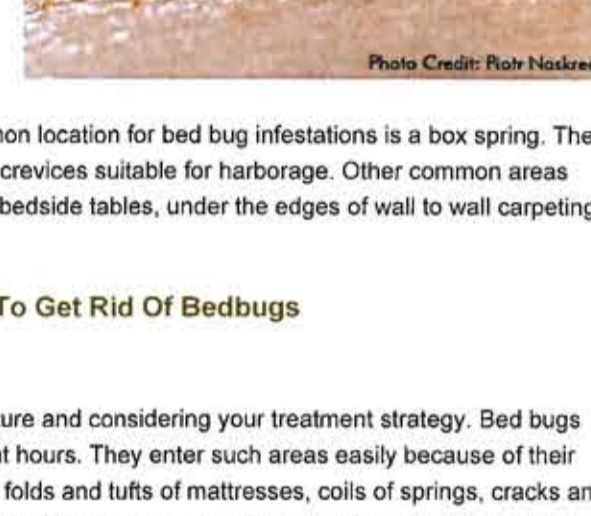 Photo Credit: Piotr Naskrec
mon location for bed bug infestations is a box spring. The
crevices suitable for harborage. Other common areas
bedside tables, under the edges of wall to wall carpeting
To Get Rid Of Bedbugs
ure and considering your treatment strategy. Bed bugs
nt hours. They enter such areas easily because of their
folds and tufts of mattresses, coils of springs, cracks an